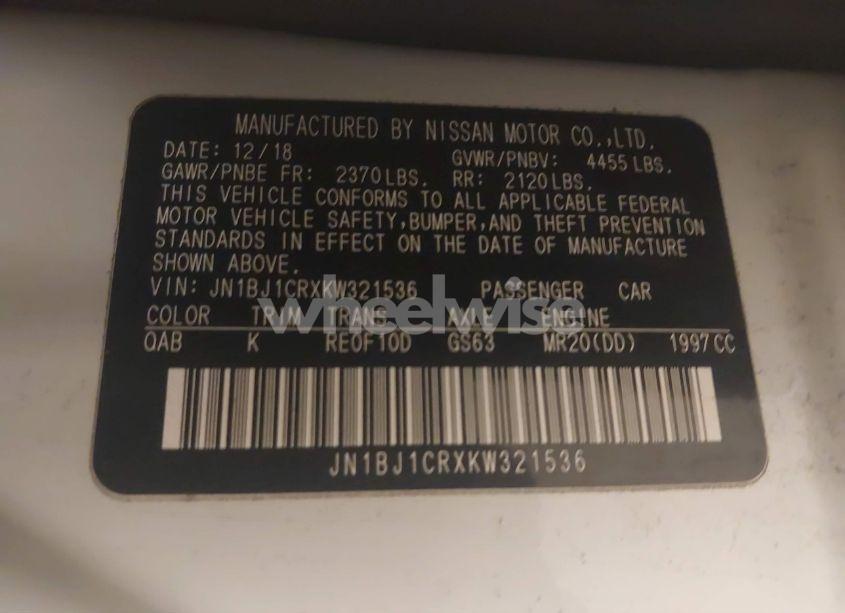 MANUFACTURED BY NISSAN MOTOR CO.,LTD.
DATE: 12/18 GVWR/PNBV: 4455 LBS.
GAWR/PNBE FR: 2370LBS. RR: 2120LBS.
THIS VEHICLE CONFORMS TO ALL APPLICABLE FEDERAL
MOTOR VEHICLE SAFETY,BUMPER,AND THEFT PREVENTION
STANDARDS IN EFFECT ON THE DATE OF MANUFACTURE
SHOWN ABOVE.
VIN: JN1BJ1CRXKW321536 PASSENGER CAR
wheelwise
COLOR TRIM TRANS AXLE ENGINE
QAB K RE0F10D GS63 MR20(DD) 1997CC
JN1BJ1CRXKW321536